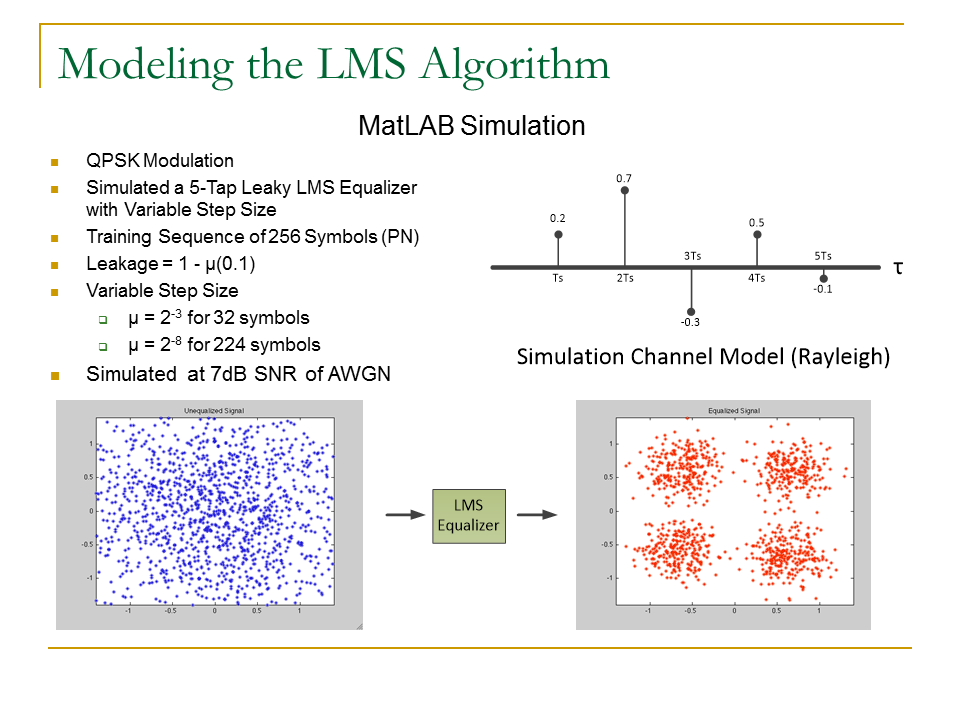 Modeling the LMS Algorithm
MatLAB Simulation
QPSK Modulation
Simulated a 5-Tap Leaky LMS Equalizer
with Variable Step Size
Training Sequence of 256 Symbols (PN)
Leakage = 1 - µ(0.1)
Variable Step Size
µ = 2-3 for 32 symbols
µ = 2-8 for 224 symbols
Simulated at 7dB SNR of AWGN
0.2
0.7
0.5
3Ts
5Ts
τ
Ts
2Ts
4Ts
-0.1
-0.3
Simulation Channel Model (Rayleigh)
Unequalized Signal
1
0.5
0
-0.5
-1
-1 -0.5 0 0.5 1
LMS
Equalizer
Equalized Signal
1
0.5
0
-0.5
-1
-1 -0.5 0 0.5 1